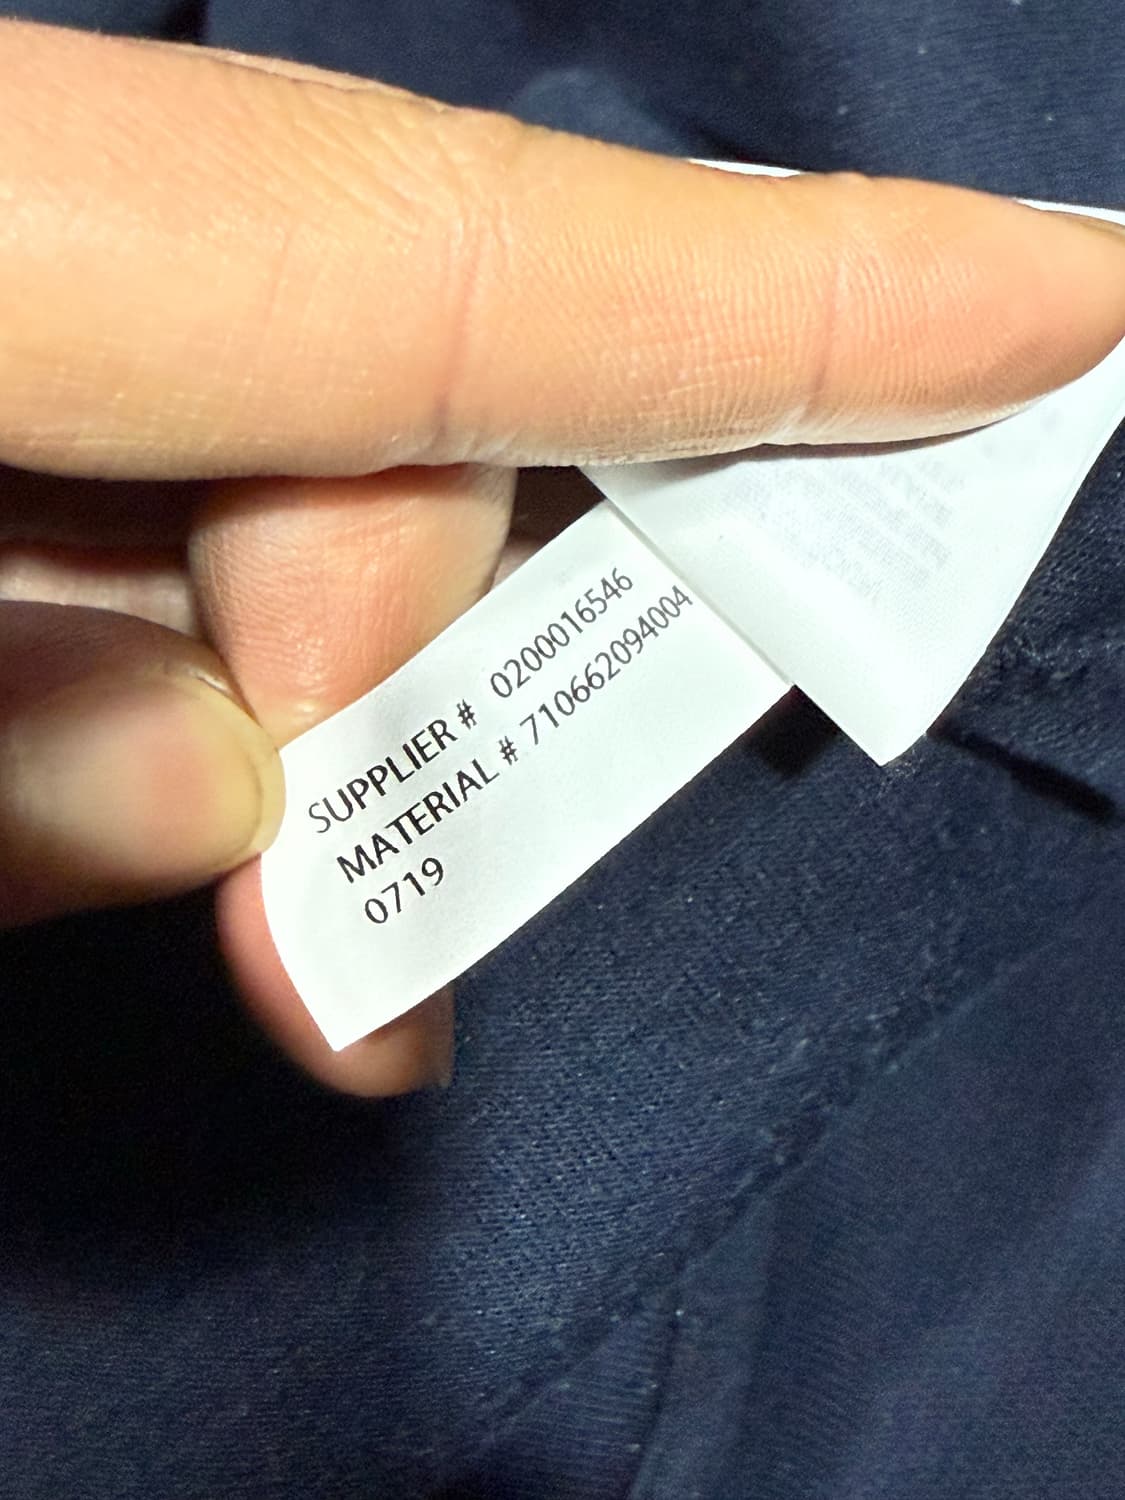 SUPPLIER # 0200016546
MATERIAL # 710662094004
0719